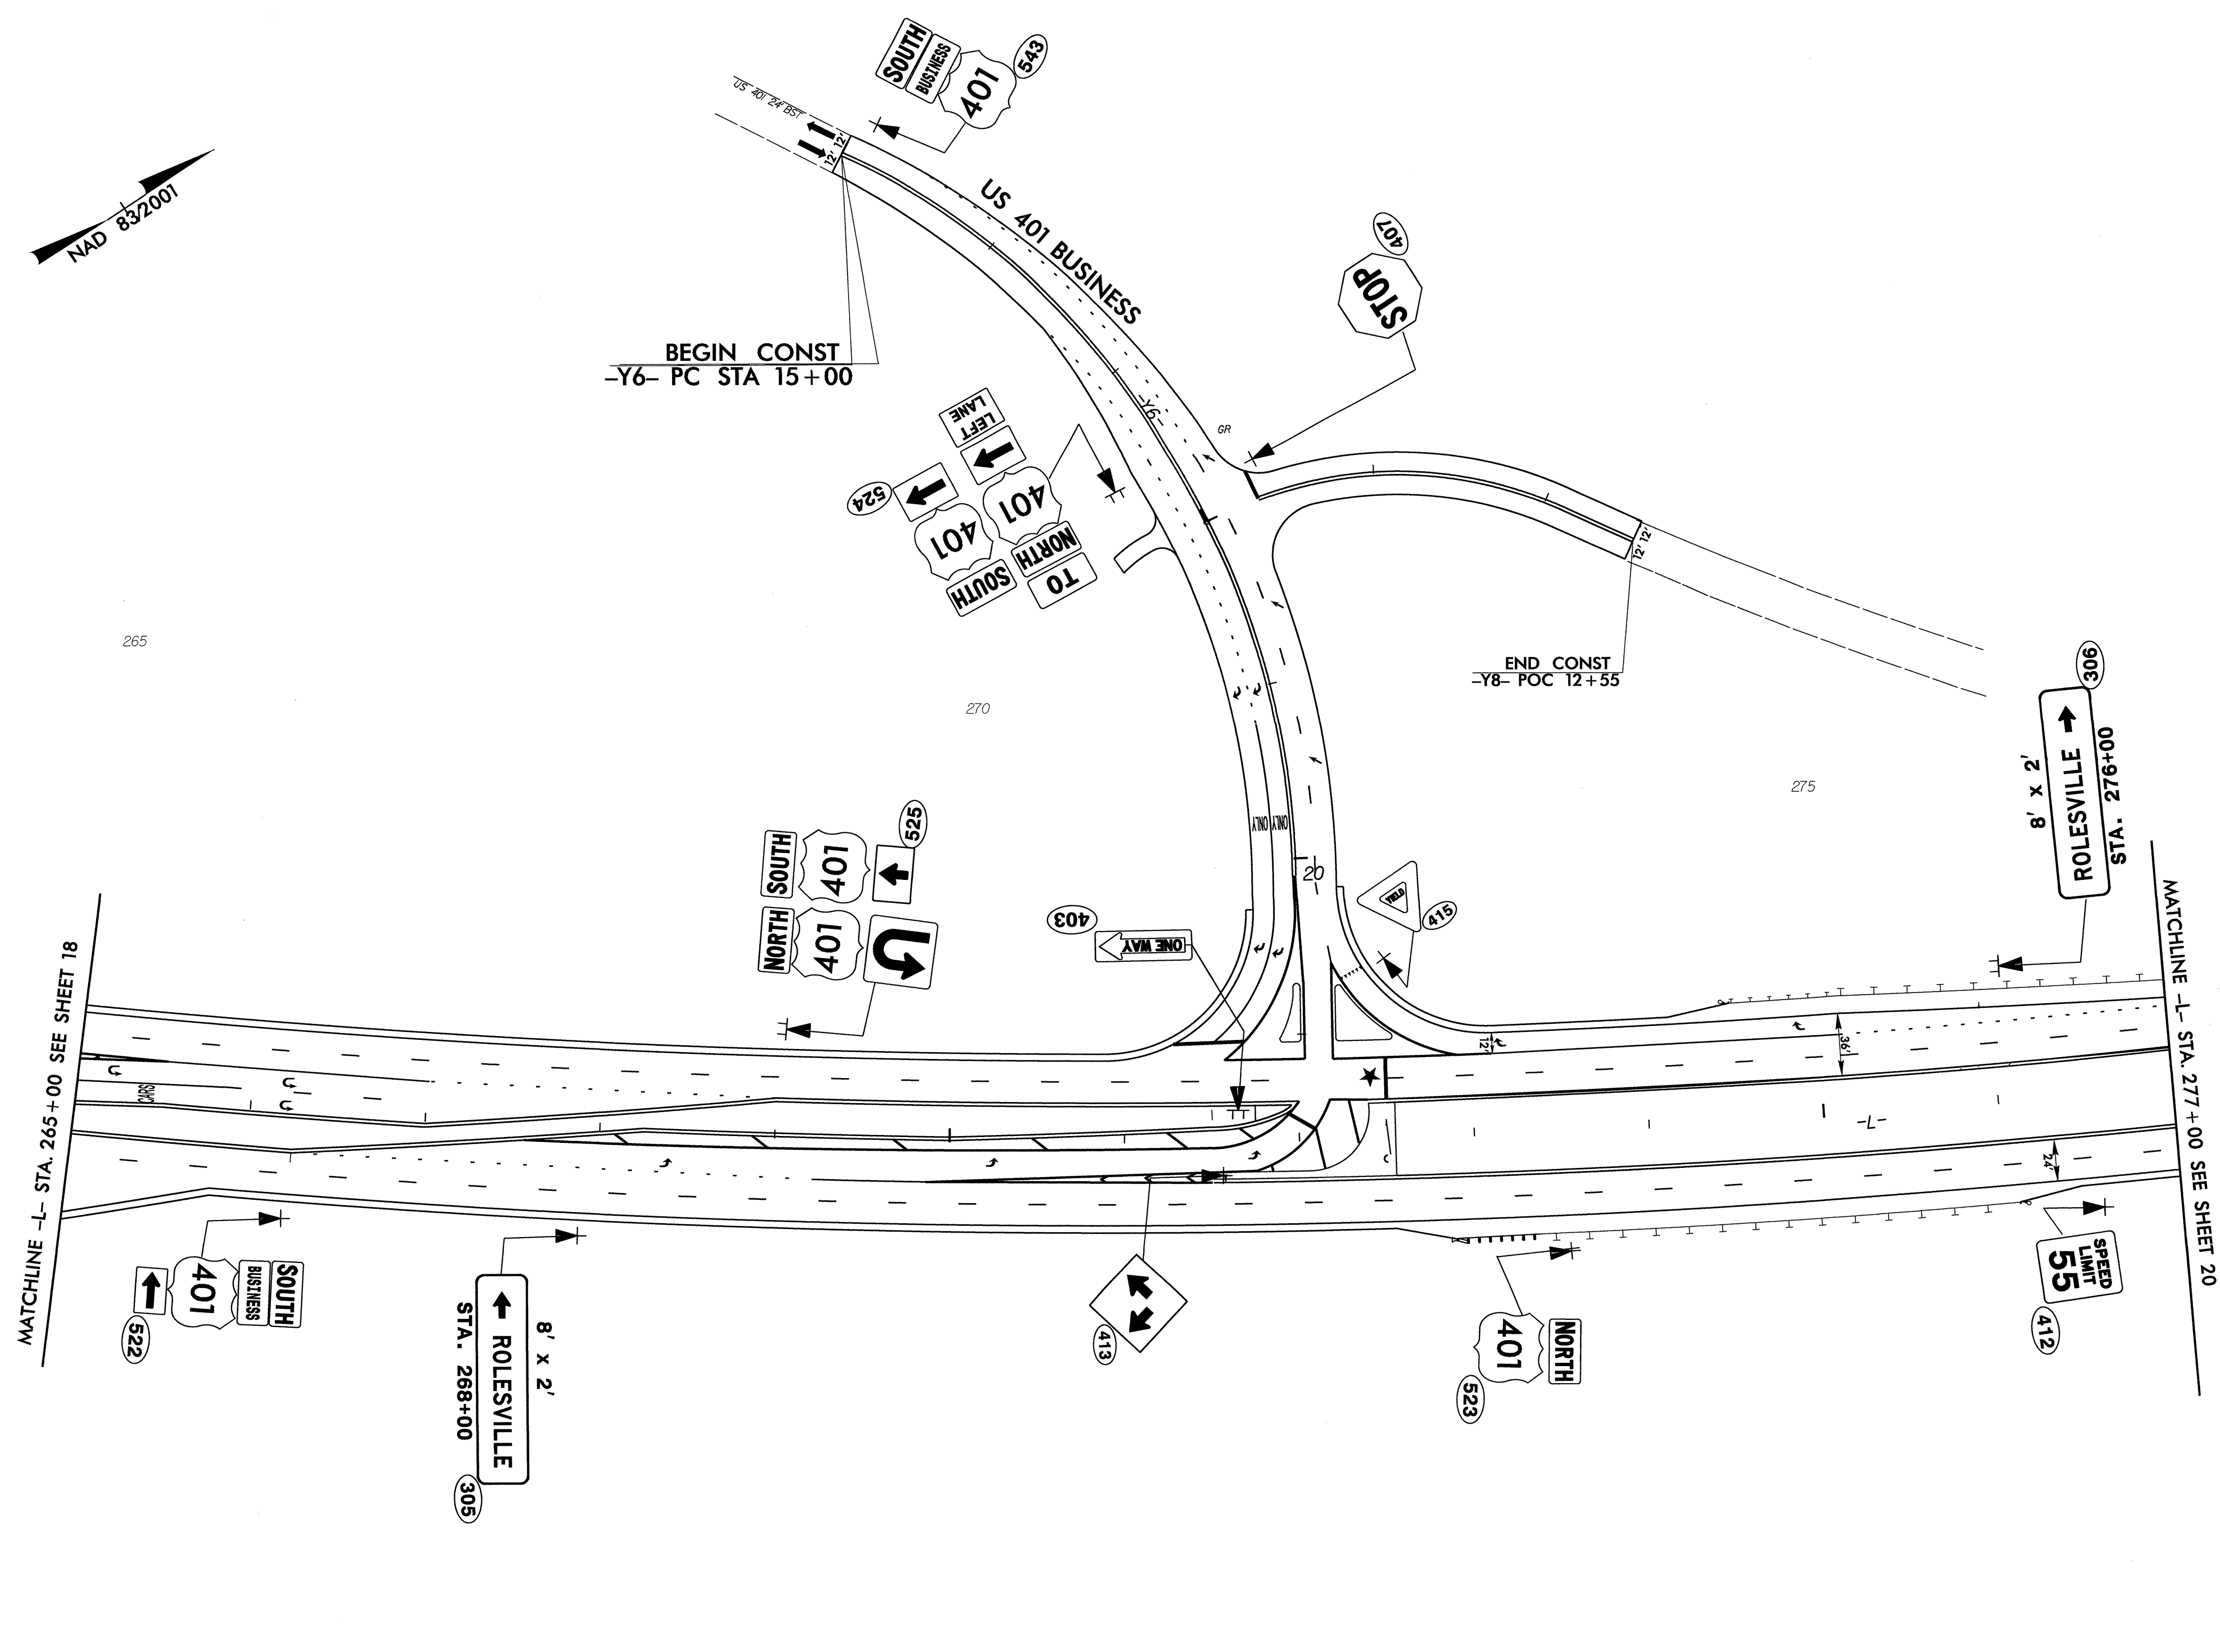 SOUTH
BUSINESS
401
543
US 401 24' BST
12' 12'
NAD 83/2001
US 401 BUSINESS
407
STOP
BEGIN CONST
-Y6- PC STA 15+00
-Y6-
GR
LEFT
LANE
401
NORTH
TO
524
401
SOUTH
12' 12'
END CONST
-Y8- POC 12+55
265
270
275
306
ROLESVILLE
8' x 2'
STA. 276+00
525
SOUTH
401
NORTH
401
ONLY
ONLY
20
403
ONE WAY
YIELD
415
MATCHLINE -L- STA. 265+00 SEE SHEET 18
MATCHLINE -L- STA. 277+00 SEE SHEET 20
CARS
12'
36'
-L-
24'
SOUTH
BUSINESS
401
522
8' x 2'
ROLESVILLE
STA. 268+00
305
413
NORTH
401
523
SPEED
LIMIT
55
412